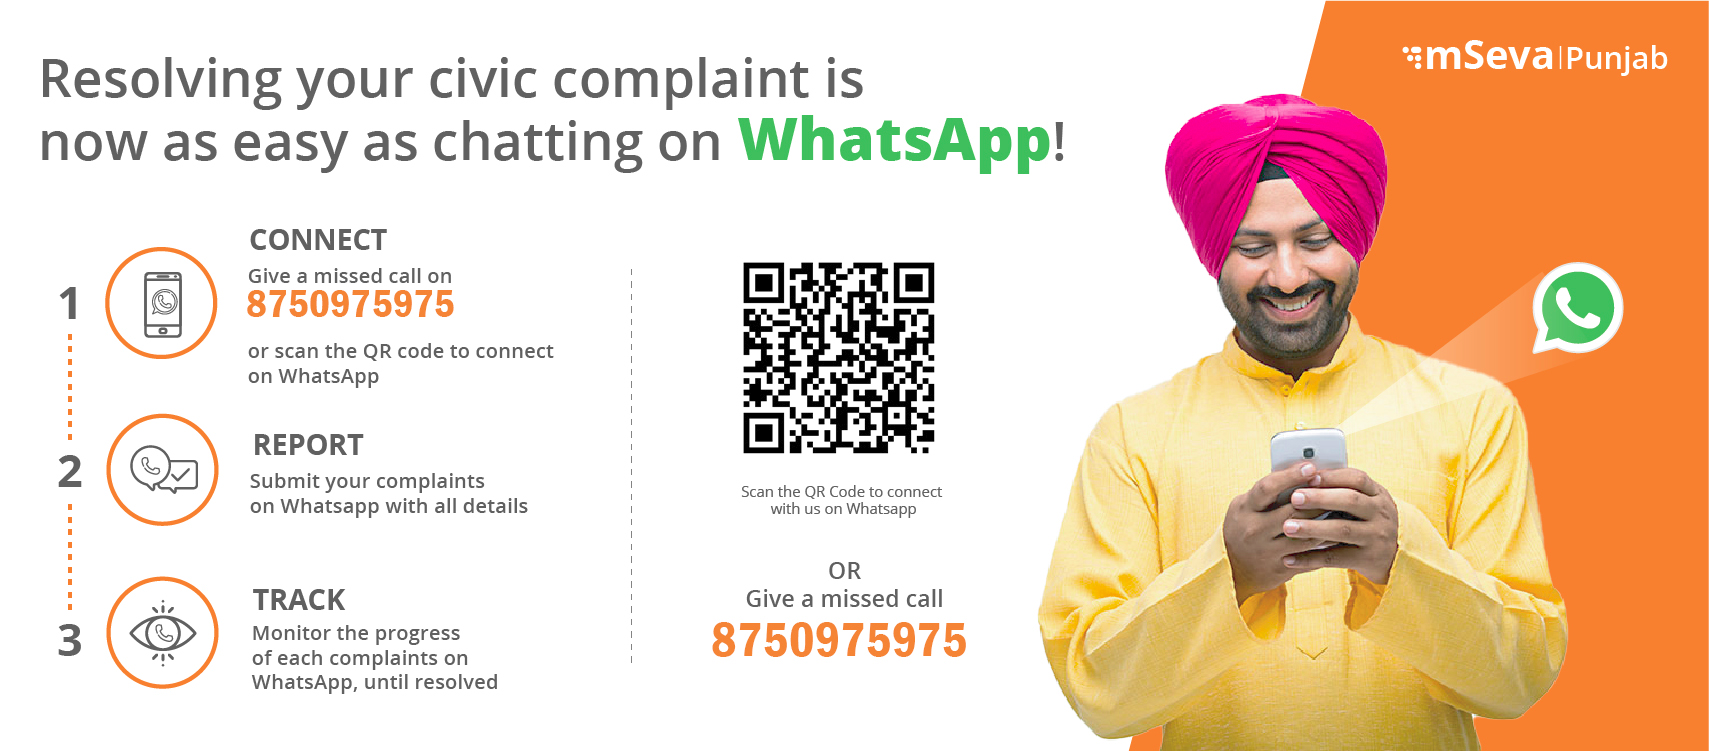 Resolving your civic complaint is
now as easy as chatting on WhatsApp!
mSeva|Punjab
1
CONNECT
Give a missed call on
8750975975
or scan the QR code to connect
on WhatsApp
2
REPORT
Submit your complaints
on Whatsapp with all details
3
TRACK
Monitor the progress
of each complaints on
WhatsApp, until resolved
Scan the QR Code to connect
with us on Whatsapp
OR
Give a missed call
8750975975